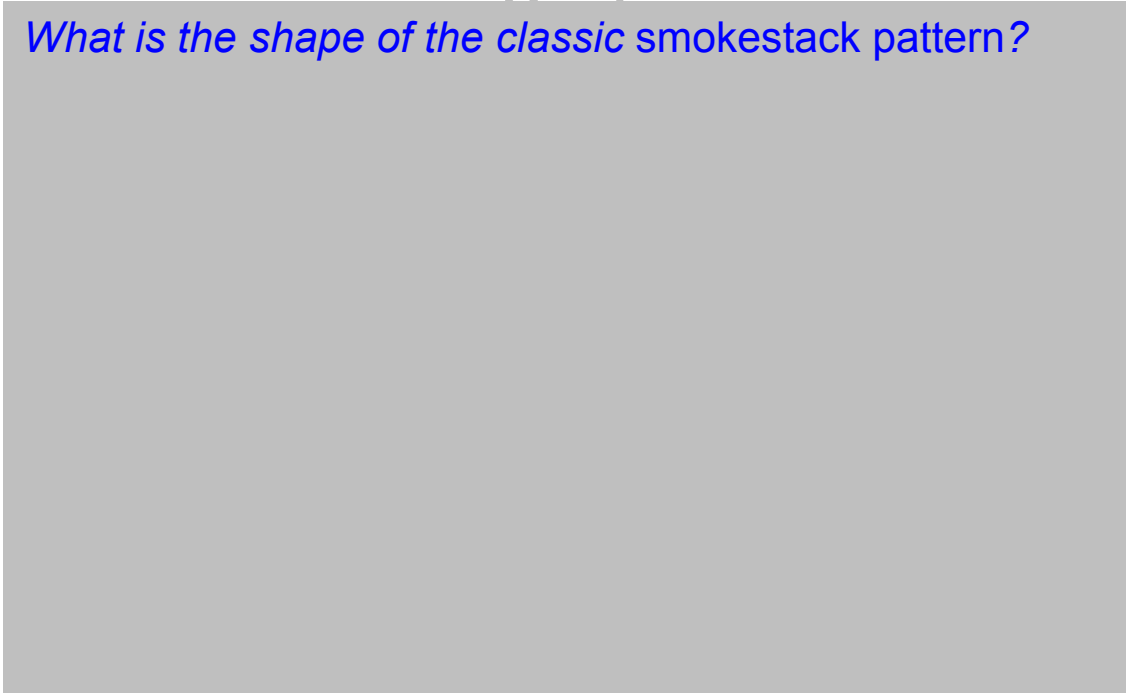 What is the shape of the classic smokestack pattern?